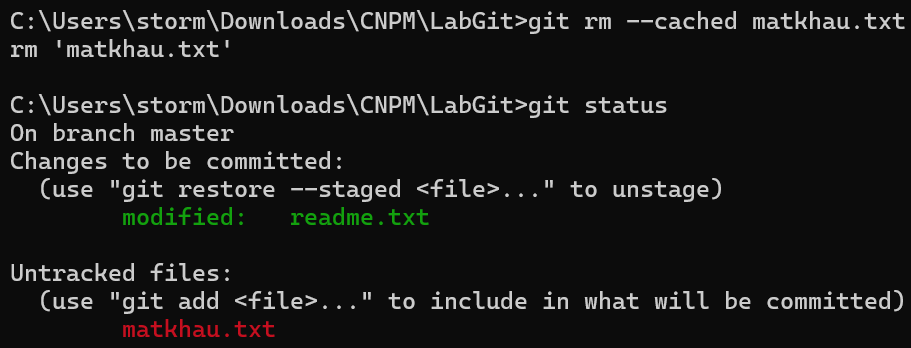 C:\Users\storm\Downloads\CNPM\LabGit>git rm --cached matkhau.txt
rm 'matkhau.txt'
C:\Users\storm\Downloads\CNPM\LabGit>git status
On branch master
Changes to be committed:
  (use "git restore --staged <file>..." to unstage)
        modified:   readme.txt
Untracked files:
  (use "git add <file>..." to include in what will be committed)
        matkhau.txt